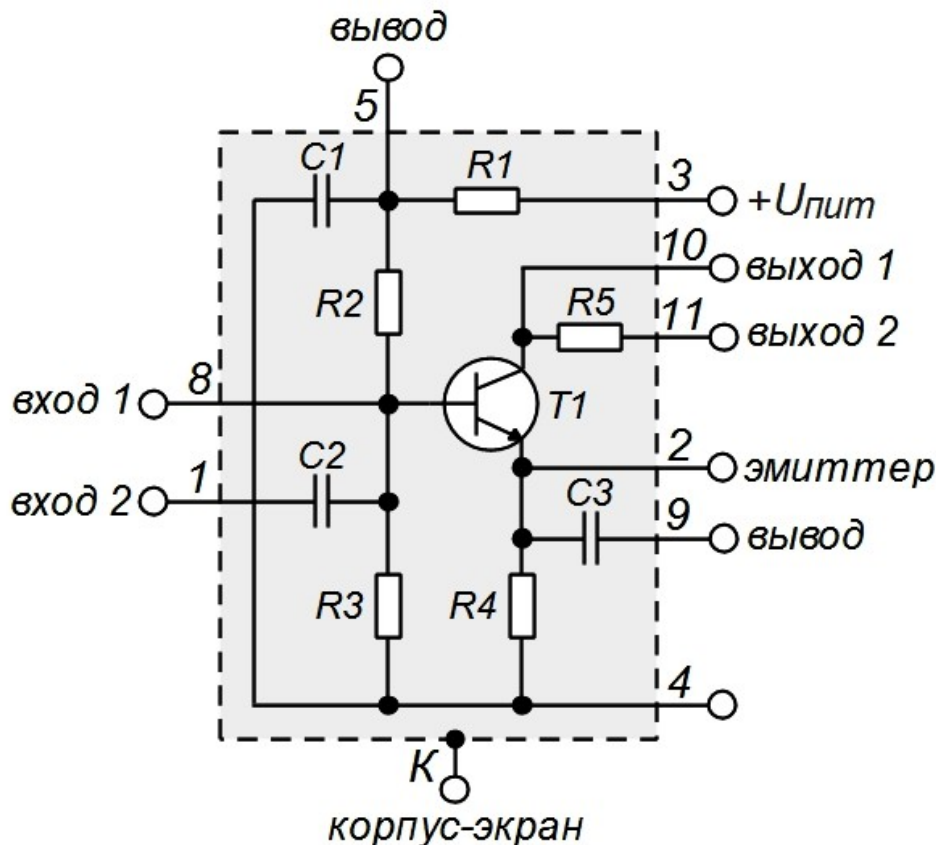 вывод
5
C1
R1
3
+Uпит
10
выход 1
R2
R5
11
выход 2
8
вход 1
T1
2
эмиттер
1
C2
вход 2
C3
9
вывод
R3
R4
4
К
корпус-экран